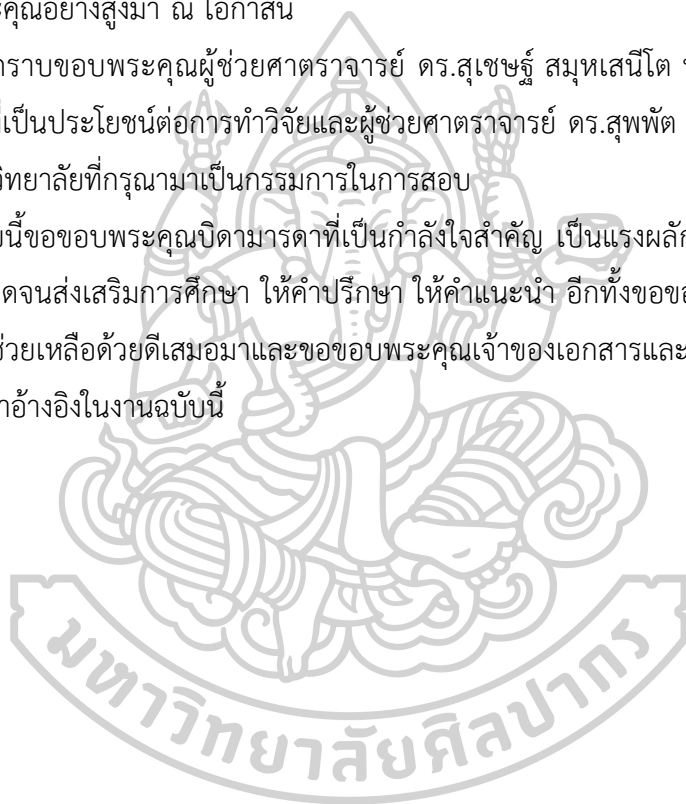 ะคุณอย่างสูงมา ณ โอกาสน
กราบขอบพระคุณผู้ช่วยศาตราจารย์ ดร.สุเชษฐ์ สมุหเสนีโต
ที่เป็นประโยชน์ต่อการทำวิจัยและผู้ช่วยศาตราจารย์ ดร.สุพพัต
วิทยาลัยที่กรุณามาเป็นกรรมการในการสอบ
ยนี้ขอขอบพระคุณบิดามารดาที่เป็นกำลังใจสำคัญ เป็นแรงผลัก
ดจนส่งเสริมการศึกษา ให้คำปรึกษา ให้คำแนะนำ อีกทั้งขอขอ
ช่วยเหลือด้วยดีเสมอมาและขอขอบพระคุณเจ้าของเอกสารและ
าอ้างอิงในงานฉบับนี้
มหาวิทยาลัยศิลปากร